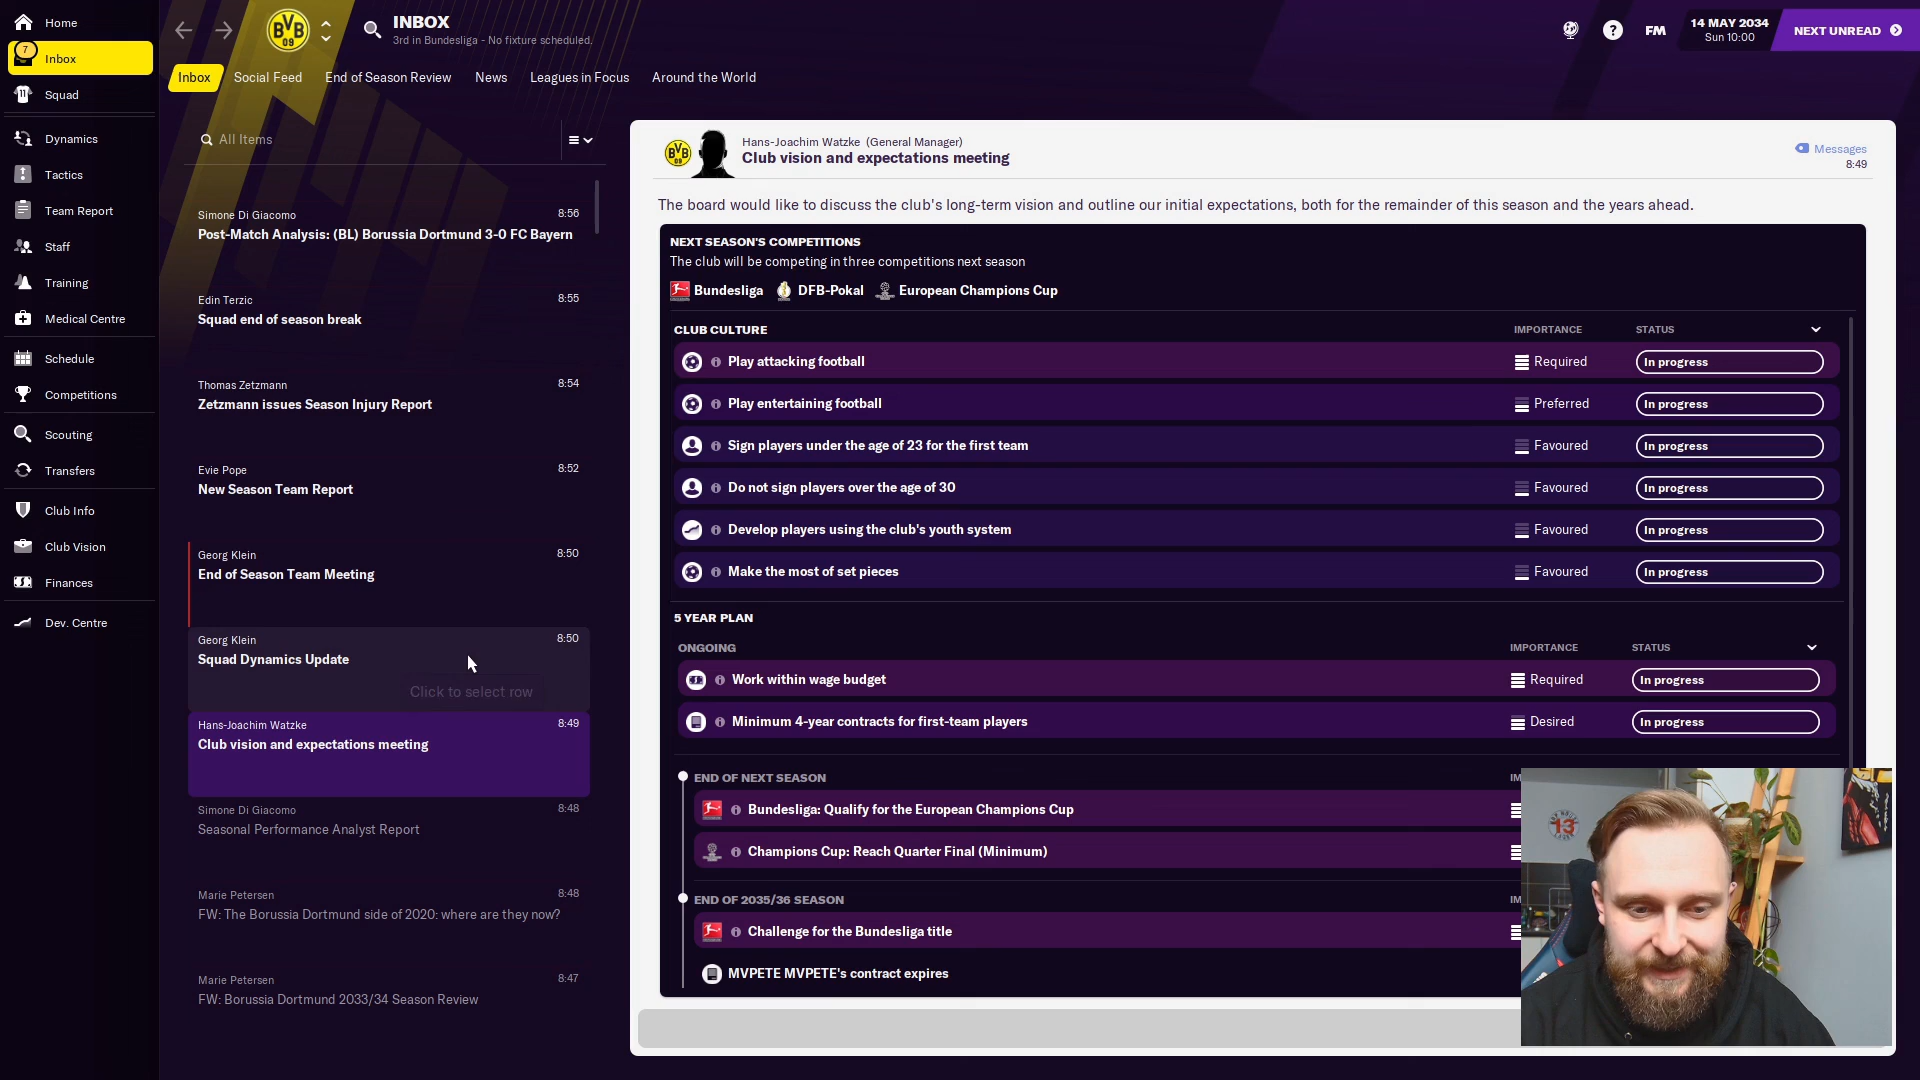 Home
7
Inbox
Squad
Dynamics
Tactics
Team Report
Staff
Training
Medical Centre
Schedule
Competitions
Scouting
Transfers
Club Info
Club Vision
Finances
Dev. Centre
BVB
09
INBOX
3rd in Bundesliga - No fixture scheduled.
FM
14 MAY 2034
Sun 10:00
NEXT UNREAD
Inbox
Social Feed
End of Season Review
News
Leagues in Focus
Around the World
All Items
Simone Di Giacomo 8:56
Post-Match Analysis: (BL) Borussia Dortmund 3-0 FC Bayern
Edin Terzic 8:55
Squad end of season break
Thomas Zetzmann 8:54
Zetzmann issues Season Injury Report
Evie Pope 8:52
New Season Team Report
Georg Klein 8:50
End of Season Team Meeting
Georg Klein 8:50
Squad Dynamics Update
Click to select row
Hans-Joachim Watzke 8:49
Club vision and expectations meeting
Simone Di Giacomo 8:48
Seasonal Performance Analyst Report
Marie Petersen 8:48
FW: The Borussia Dortmund side of 2020: where are they now?
Marie Petersen 8:47
FW: Borussia Dortmund 2033/34 Season Review
BVB
09
Hans-Joachim Watzke (General Manager)
Club vision and expectations meeting
Messages
8:49
The board would like to discuss the club's long-term vision and outline our initial expectations, both for the remainder of this season and the years ahead.
NEXT SEASON'S COMPETITIONS
The club will be competing in three competitions next season
Bundesliga DFB-Pokal European Champions Cup
CLUB CULTURE IMPORTANCE STATUS
Play attacking football Required In progress
Play entertaining football Preferred In progress
Sign players under the age of 23 for the first team Favoured In progress
Do not sign players over the age of 30 Favoured In progress
Develop players using the club's youth system Favoured In progress
Make the most of set pieces Favoured In progress
5 YEAR PLAN
ONGOING IMPORTANCE STATUS
Work within wage budget Required In progress
Minimum 4-year contracts for first-team players Desired In progress
END OF NEXT SEASON IM
Bundesliga: Qualify for the European Champions Cup
Champions Cup: Reach Quarter Final (Minimum)
END OF 2035/36 SEASON IM
Challenge for the Bundesliga title
MVPETE MVPETE's contract expires
13